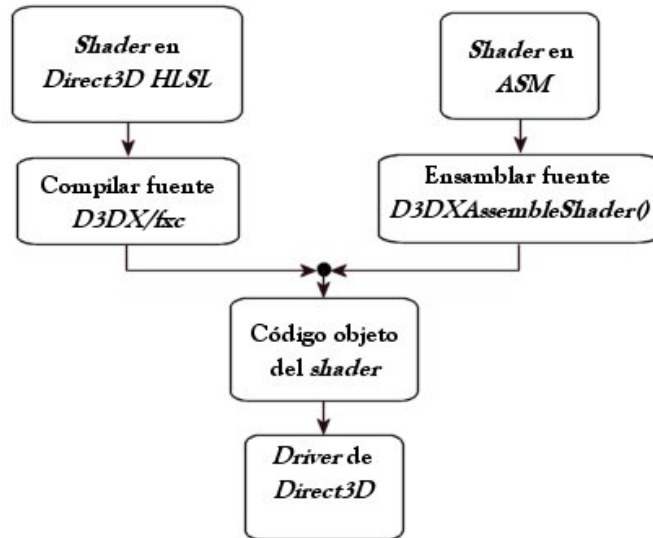 Shader en
Direct3D HLSL
Shader en
ASM
Compilar fuente
D3DX/fxc
Ensamblar fuente
D3DXAssembleShader()
Código objeto
del shader
Driver de
Direct3D